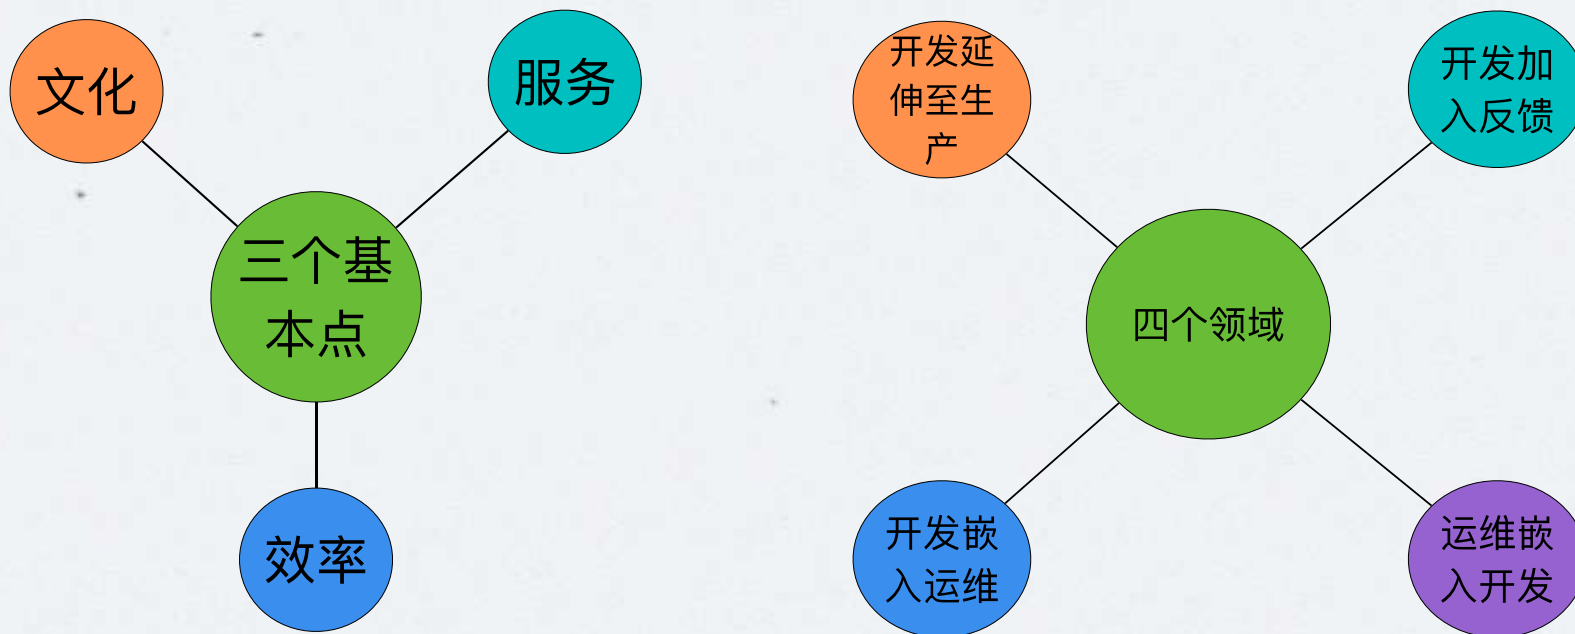 文化
服务
三个基
本点
效率
开发延
伸至生
产
开发加
入反馈
四个领域
开发嵌
入运维
运维嵌
入开发